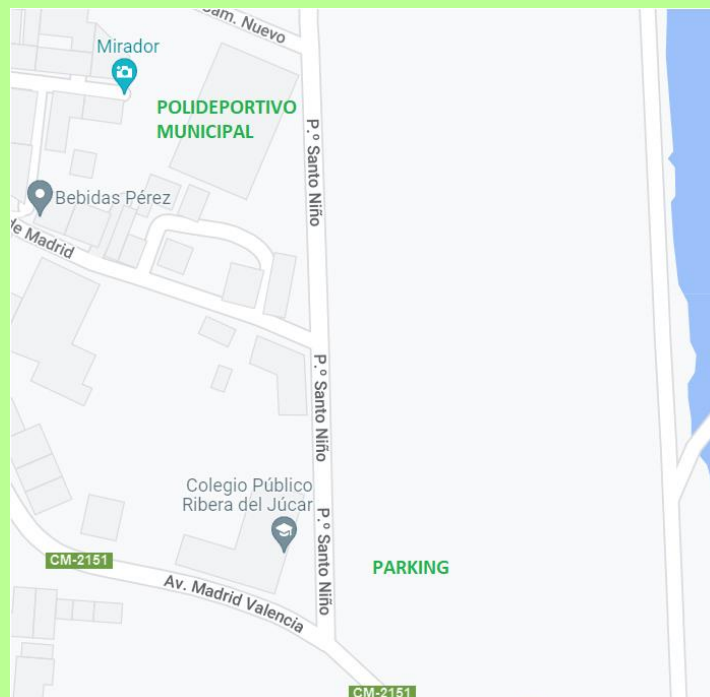 Cam. Nuevo
Mirador
POLIDEPORTIVO
MUNICIPAL
P.º Santo Niño
Bebidas Pérez
de Madrid
P.º Santo Niño
Colegio Público
Ribera del Júcar
P.º Santo Niño
CM-2151
PARKING
Av. Madrid Valencia
CM-2151